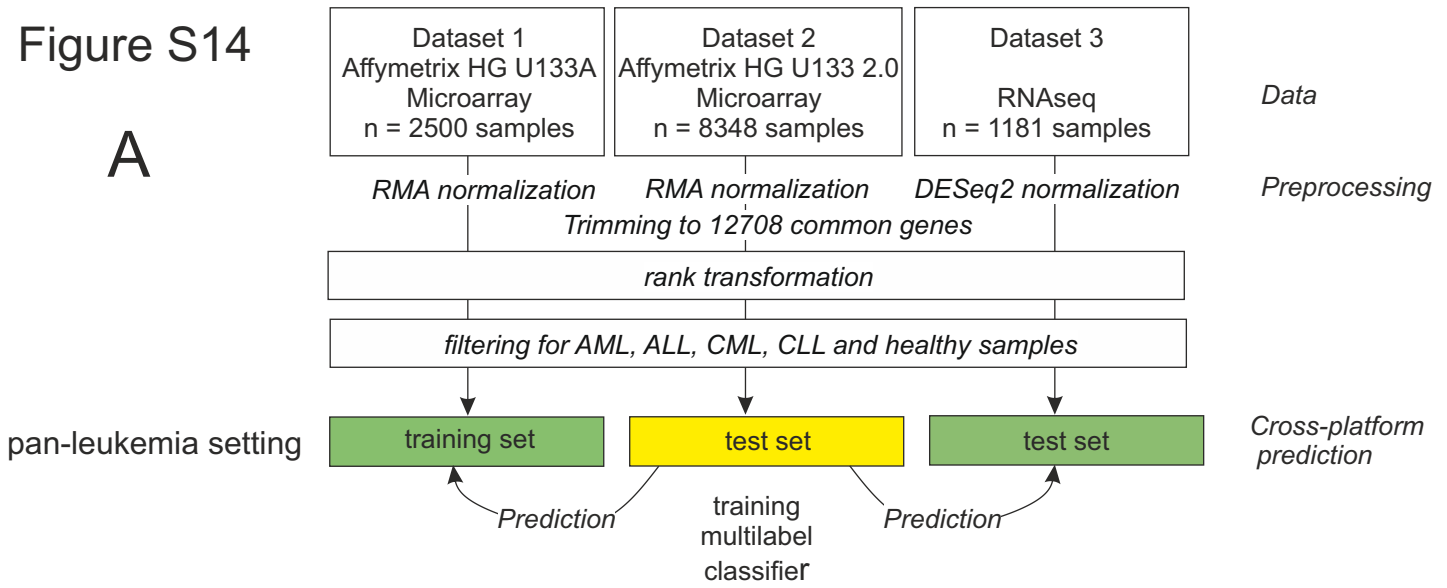 Figure S14
A
Dataset 1
Affymetrix HG U133A
Microarray
n = 2500 samples
Dataset 2
Affymetrix HG U133 2.0
Microarray
n = 8348 samples
Dataset 3
RNAseq
n = 1181 samples
Data
RMA normalization
RMA normalization
DESeq2 normalization
Preprocessing
Trimming to 12708 common genes
rank transformation
filtering for AML, ALL, CML, CLL and healthy samples
pan-leukemia setting
training set
test set
test set
Cross-platform
prediction
Prediction
training
multilabel
classifier
Prediction